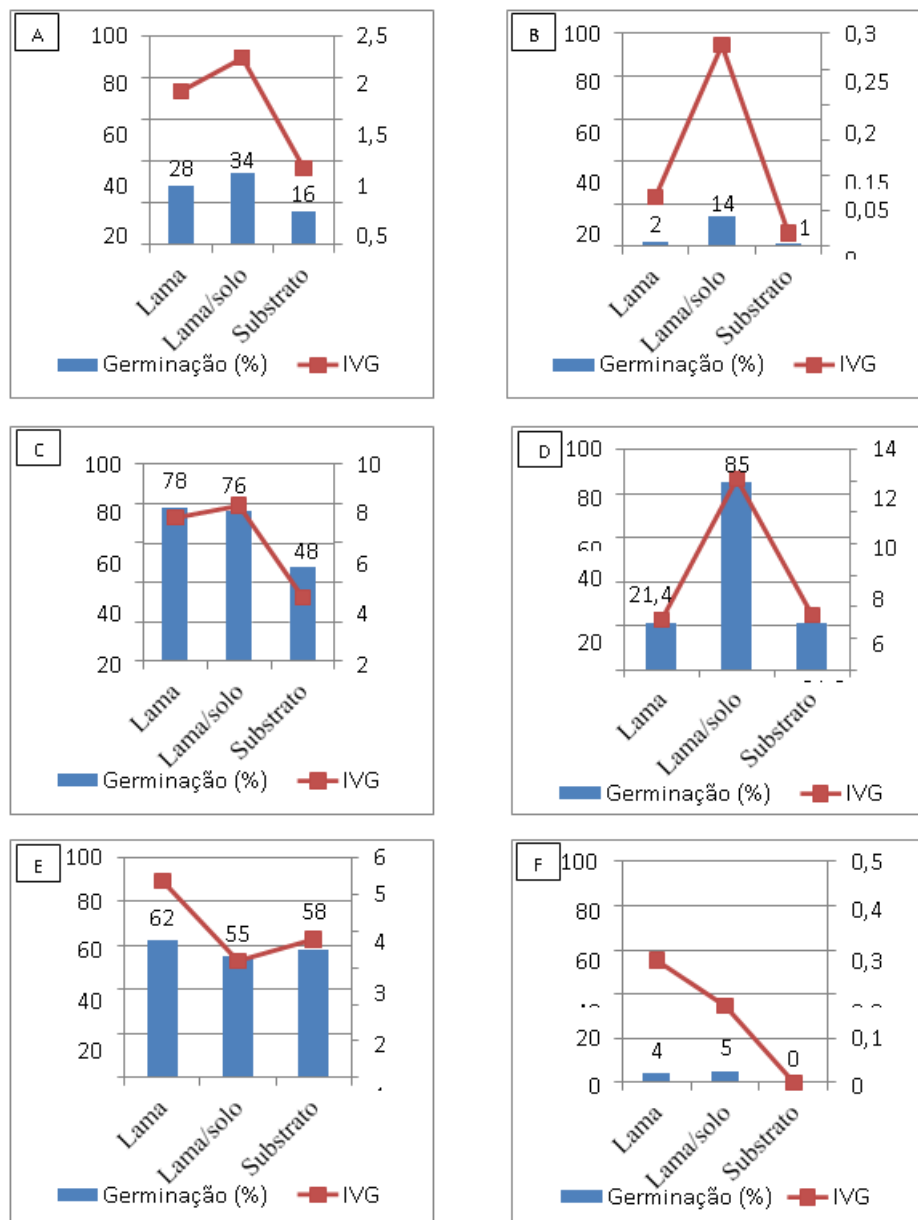 A
100
80
60
40
20
28
34
16
2,5
2
1,5
1
0,5
Lama
Lama/solo
Substrato
Germinação (%)
IVG
B
100
80
60
40
20
2
14
1
0,3
0,25
0,2
0,15
0,05
Lama
Lama/solo
Substrato
Germinação (%)
IVG
C
100
80
60
40
20
78
76
48
10
8
6
4
2
Lama
Lama/solo
Substrato
Germinação (%)
IVG
D
100
80
40
20
21,4
85
14
12
10
8
6
Lama
Lama/solo
Substrato
Germinação (%)
IVG
E
100
80
60
40
20
62
55
58
6
5
4
3
2
Lama
Lama/solo
Substrato
Germinação (%)
IVG
F
100
80
60
20
0
4
5
0
0,5
0,4
0,3
0,1
0
Lama
Lama/solo
Substrato
Germinação (%)
IVG